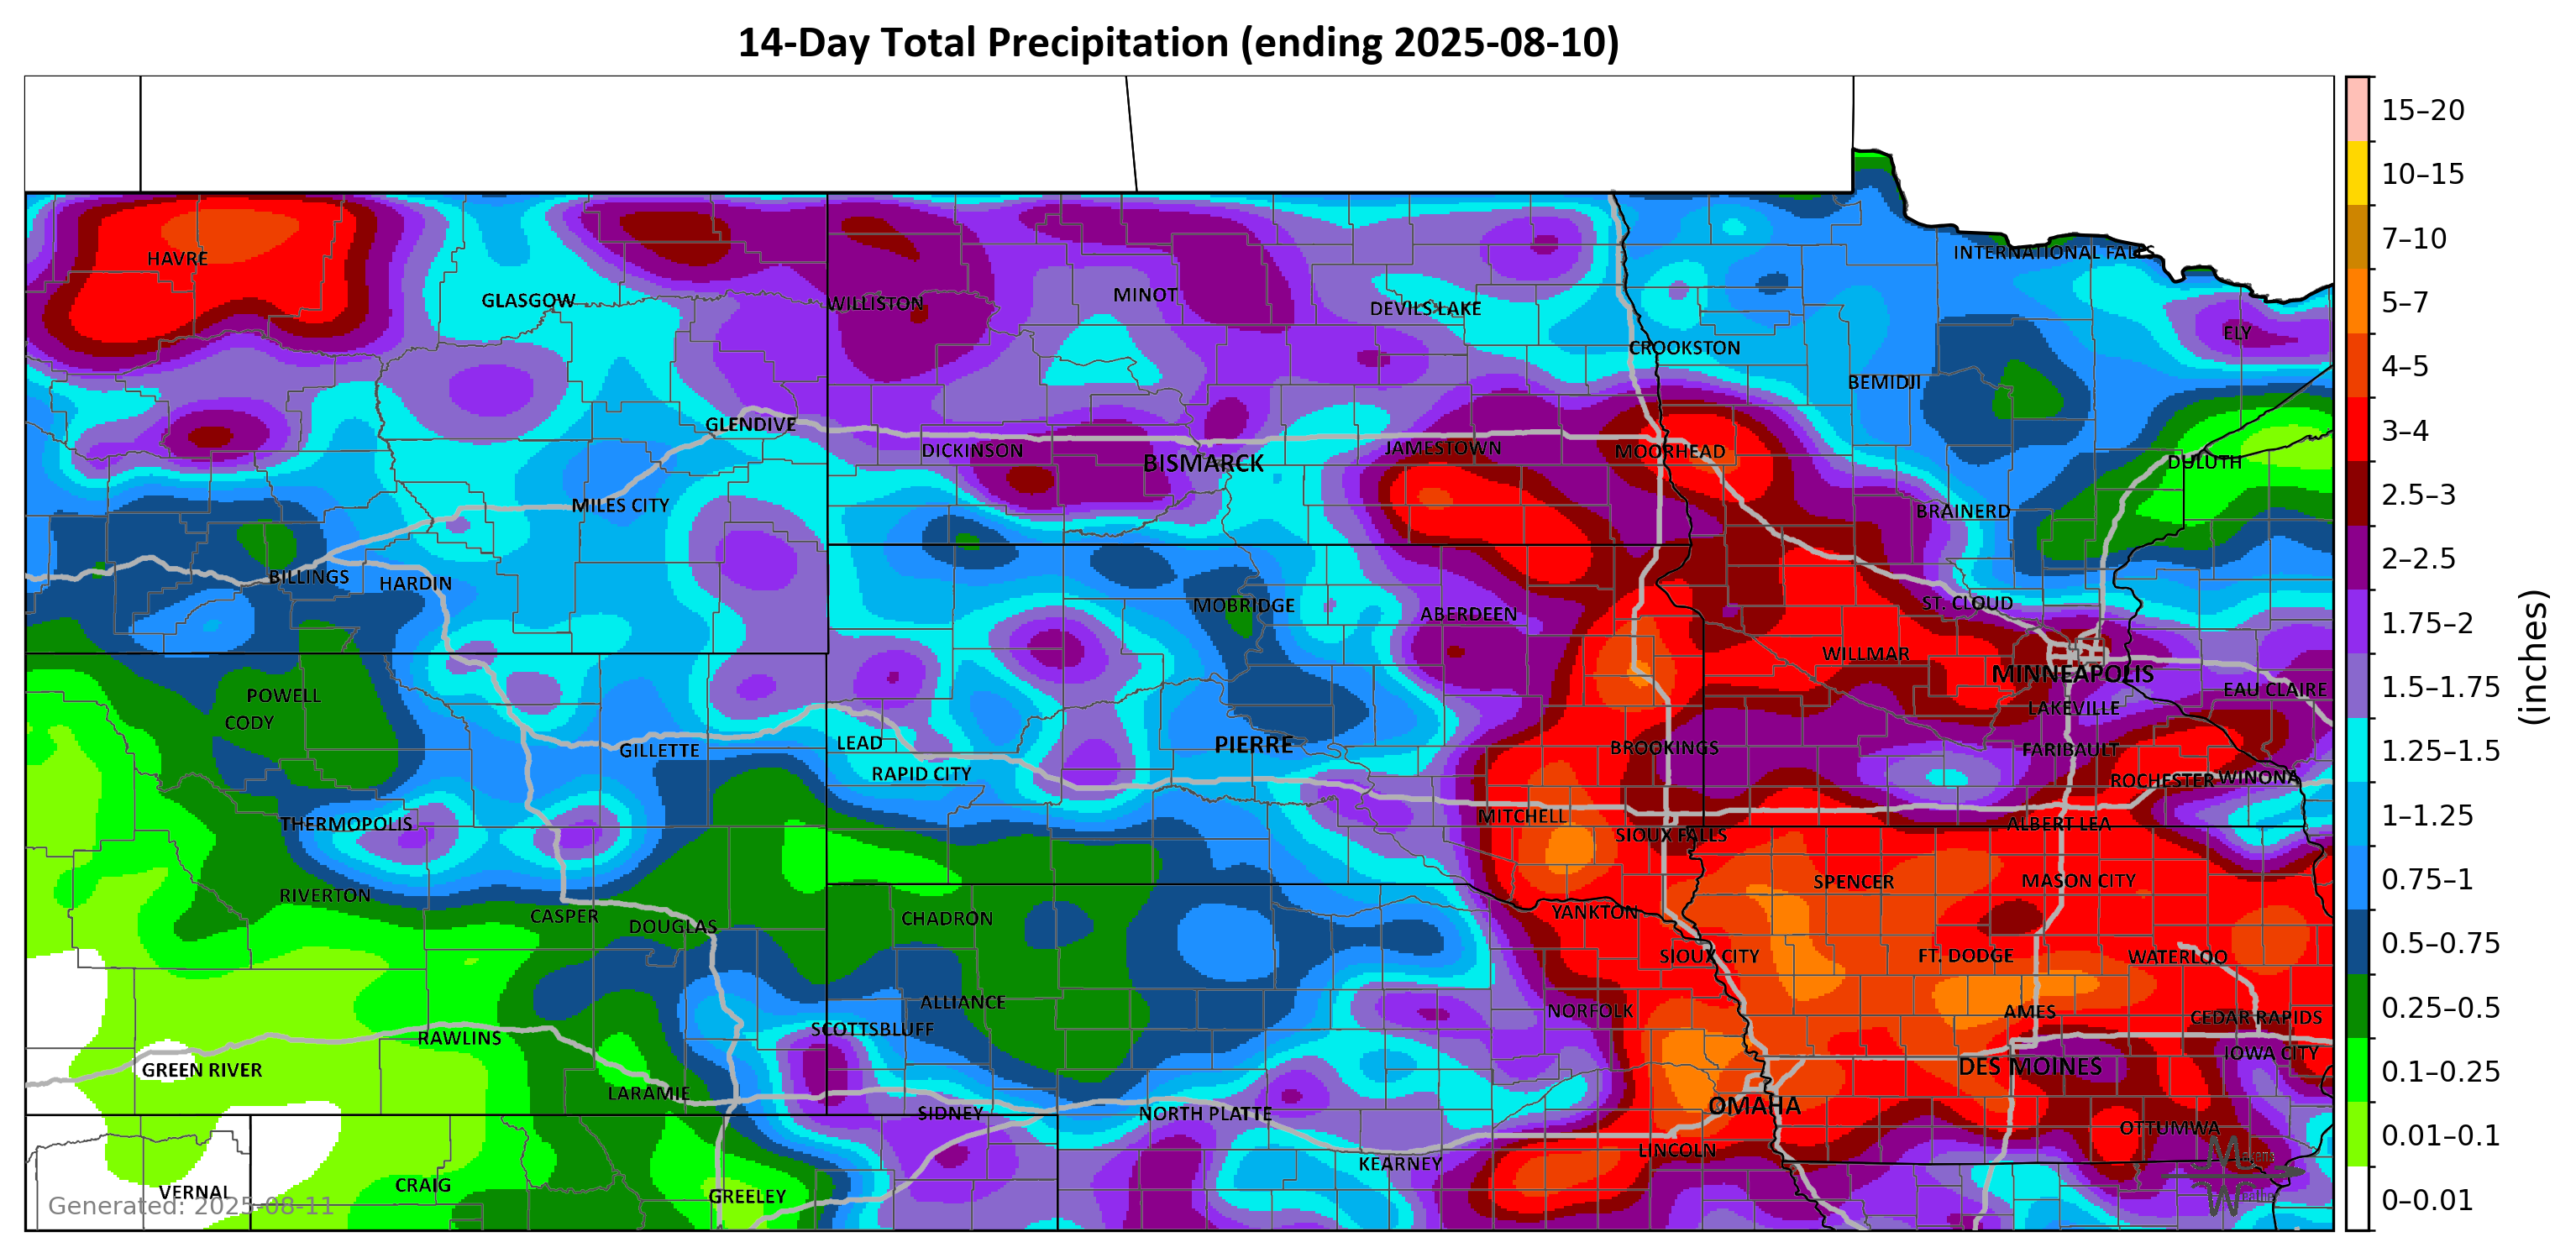 14-Day Total Precipitation (ending 2025-08-10)
15–20
10–15
7–10
5–7
4–5
3–4
2.5–3
2–2.5
1.75–2
1.5–1.75
1.25–1.5
1–1.25
0.75–1
0.5–0.75
0.25–0.5
0.1–0.25
0.01–0.1
0–0.01
(inches)
INTERNATIONAL FALLS
HAVRE
GLASGOW
WILLISTON
MINOT
DEVILS LAKE
ELY
CROOKSTON
BEMIDJI
GLENDIVE
DICKINSON
BISMARCK
JAMESTOWN
MOORHEAD
DULUTH
MILES CITY
BRAINERD
BILLINGS
HARDIN
MOBRIDGE
ABERDEEN
ST. CLOUD
WILLMAR
MINNEAPOLIS
POWELL
EAU CLAIRE
CODY
LAKEVILLE
GILLETTE
LEAD
PIERRE
BROOKINGS
FARIBAULT
RAPID CITY
ROCHESTER
WINONA
THERMOPOLIS
MITCHELL
SIOUX FALLS
ALBERT LEA
RIVERTON
SPENCER
MASON CITY
CASPER
DOUGLAS
CHADRON
YANKTON
SIOUX CITY
FT. DODGE
WATERLOO
ALLIANCE
NORFOLK
AMES
CEDAR RAPIDS
RAWLINS
SCOTTSBLUFF
IOWA CITY
GREEN RIVER
DES MOINES
LARAMIE
SIDNEY
NORTH PLATTE
OMAHA
OTTUMWA
LINCOLN
KEARNEY
VERNAL
CRAIG
GREELEY
Makens
Weather
Generated: 2025-08-11